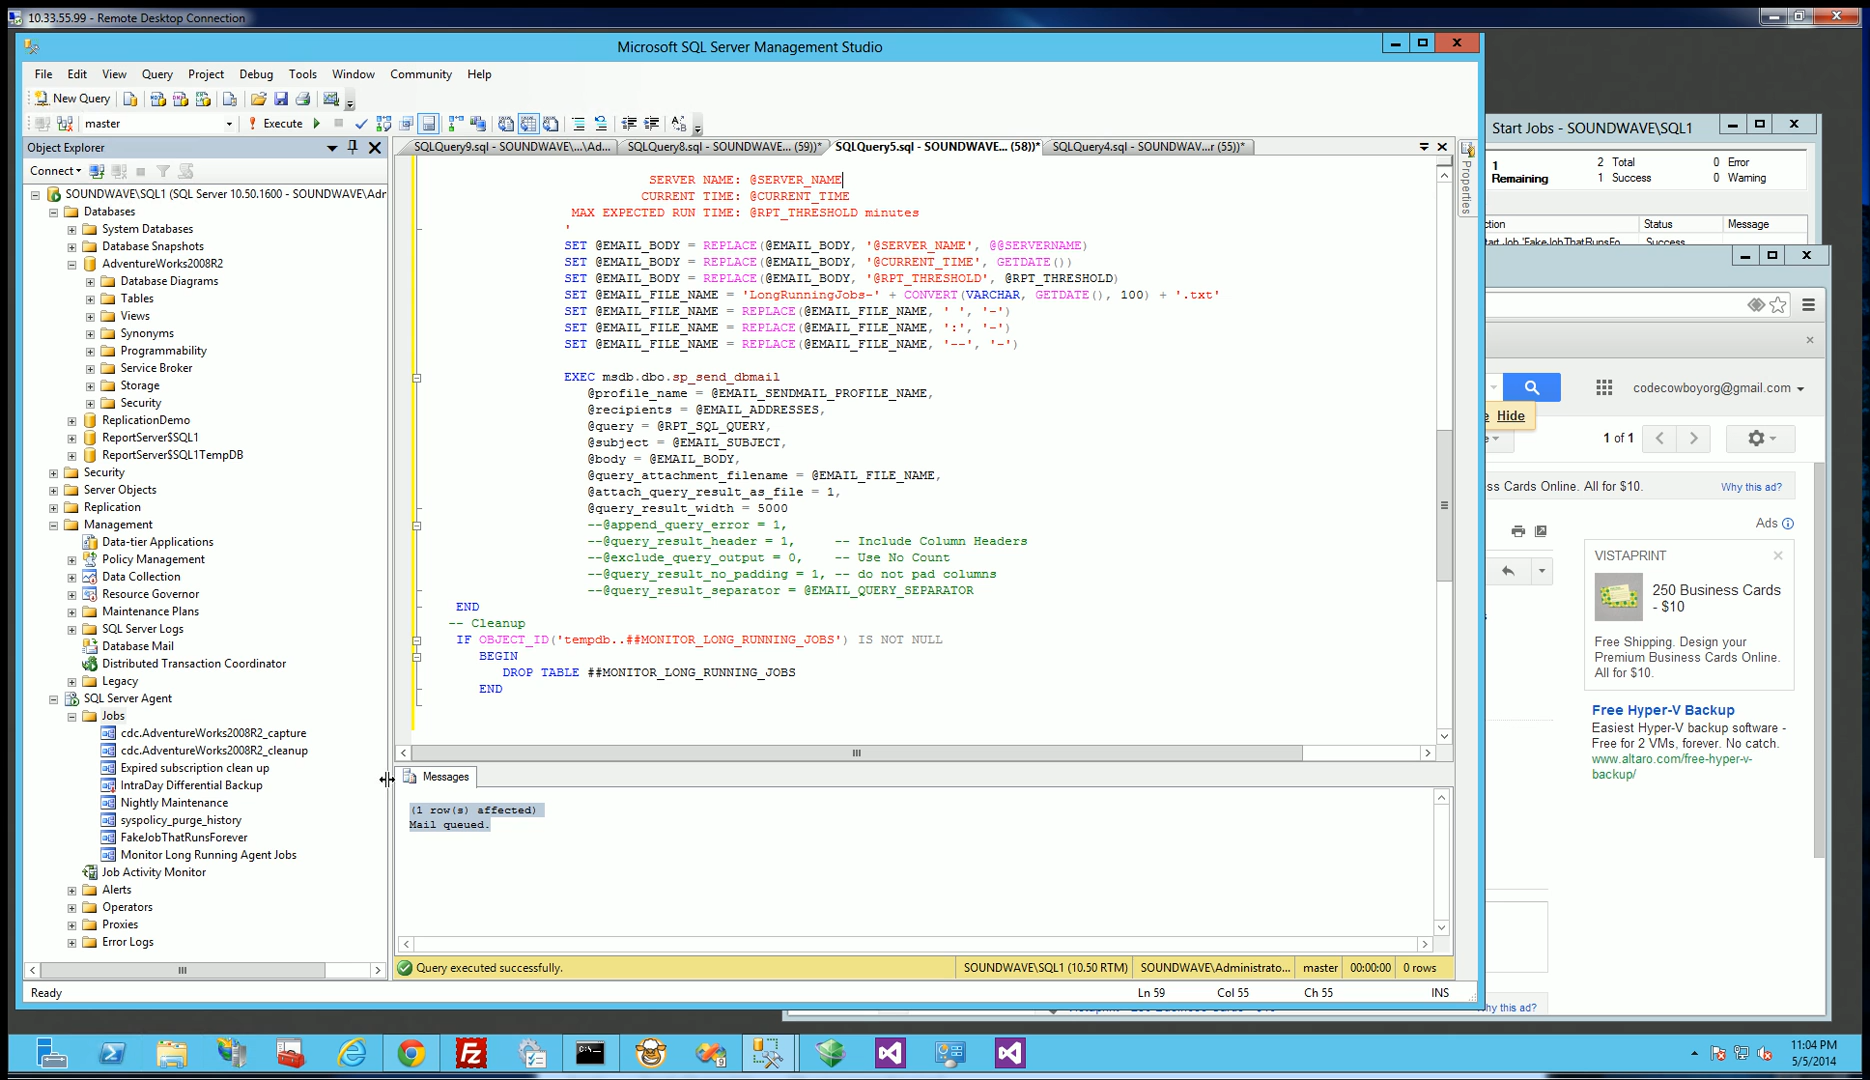 10.33.55.99 - Remote Desktop Connection
Microsoft SQL Server Management Studio
File Edit View Query Project Debug Tools Window Community Help
New Query
master Execute
Object Explorer
Connect
SOUNDWAVE\SQL1 (SQL Server 10.50.1600 - SOUNDWAVE\Adr
Databases
System Databases
Database Snapshots
AdventureWorks2008R2
Database Diagrams
Tables
Views
Synonyms
Programmability
Service Broker
Storage
Security
ReplicationDemo
ReportServer$SQL1
ReportServer$SQL1TempDB
Security
Server Objects
Replication
Management
Data-tier Applications
Policy Management
Data Collection
Resource Governor
Maintenance Plans
SQL Server Logs
Database Mail
Distributed Transaction Coordinator
Legacy
SQL Server Agent
Jobs
cdc.AdventureWorks2008R2_capture
cdc.AdventureWorks2008R2_cleanup
Expired subscription clean up
IntraDay Differential Backup
Nightly Maintenance
syspolicy_purge_history
FakeJobThatRunsForever
Monitor Long Running Agent Jobs
Job Activity Monitor
Alerts
Operators
Proxies
Error Logs
SQLQuery9.sql - SOUNDWAVE\...\Ad... SQLQuery8.sql - SOUNDWAVE... (59))* SQLQuery5.sql - SOUNDWAVE... (58))* SQLQuery4.sql - SOUNDWAV...r (55))*
SERVER NAME: @SERVER_NAME
CURRENT TIME: @CURRENT_TIME
MAX EXPECTED RUN TIME: @RPT_THRESHOLD minutes
'
SET @EMAIL_BODY = REPLACE(@EMAIL_BODY, '@SERVER_NAME', @@SERVERNAME)
SET @EMAIL_BODY = REPLACE(@EMAIL_BODY, '@CURRENT_TIME', GETDATE())
SET @EMAIL_BODY = REPLACE(@EMAIL_BODY, '@RPT_THRESHOLD', @RPT_THRESHOLD)
SET @EMAIL_FILE_NAME = 'LongRunningJobs-' + CONVERT(VARCHAR, GETDATE(), 100) + '.txt'
SET @EMAIL_FILE_NAME = REPLACE(@EMAIL_FILE_NAME, ' ', '-')
SET @EMAIL_FILE_NAME = REPLACE(@EMAIL_FILE_NAME, ':', '-')
SET @EMAIL_FILE_NAME = REPLACE(@EMAIL_FILE_NAME, '--', '-')
EXEC msdb.dbo.sp_send_dbmail
@profile_name = @EMAIL_SENDMAIL_PROFILE_NAME,
@recipients = @EMAIL_ADDRESSES,
@query = @RPT_SQL_QUERY,
@subject = @EMAIL_SUBJECT,
@body = @EMAIL_BODY,
@query_attachment_filename = @EMAIL_FILE_NAME,
@attach_query_result_as_file = 1,
@query_result_width = 5000
--@append_query_error = 1,
--@query_result_header = 1, -- Include Column Headers
--@exclude_query_output = 0, -- Use No Count
--@query_result_no_padding = 1, -- do not pad columns
--@query_result_separator = @EMAIL_QUERY_SEPARATOR
END
-- Cleanup
IF OBJECT_ID('tempdb..##MONITOR_LONG_RUNNING_JOBS') IS NOT NULL
BEGIN
DROP TABLE ##MONITOR_LONG_RUNNING_JOBS
END
Properties
Messages
(1 row(s) affected)
Mail queued.
Query executed successfully. SOUNDWAVE\SQL1 (10.50 RTM) SOUNDWAVE\Administrato... master 00:00:00 0 rows
Ready Ln 59 Col 55 Ch 55 INS
Start Jobs - SOUNDWAVE\SQL1
1 2 Total 0 Error
Remaining 1 Success 0 Warning
Action Status Message
Success
codecowboyorg@gmail.com
e Hide
1 of 1
ss Cards Online. All for $10. Why this ad?
Ads
VISTAPRINT
250 Business Cards
- $10
Free Shipping. Design your
Premium Business Cards Online.
All for $10.
Free Hyper-V Backup
Easiest Hyper-V backup software -
Free for 2 VMs, forever. No catch.
www.altaro.com/free-hyper-v-
backup/
Why this ad?
11:04 PM
5/5/2014